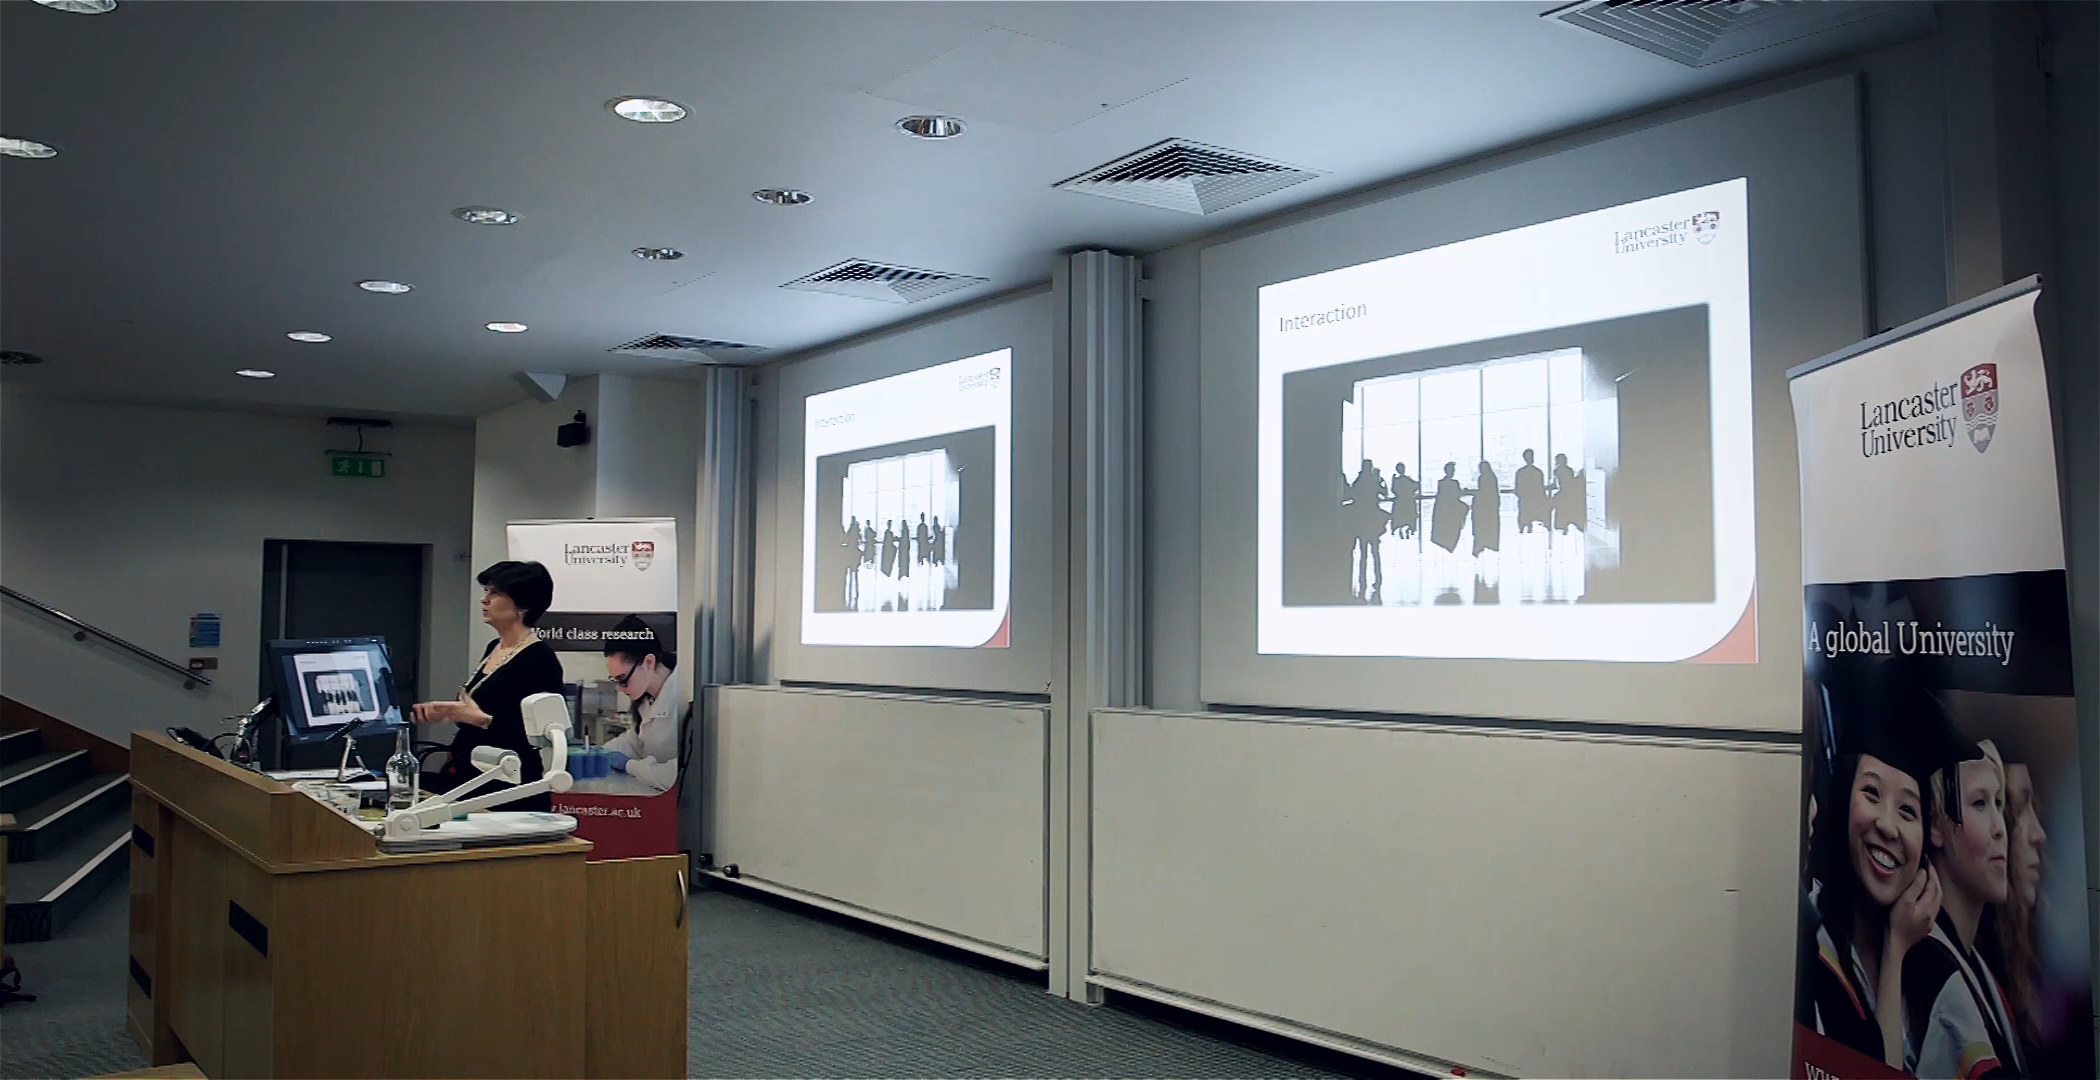 Lancaster
University
World class research
lancaster.ac.uk
Interaction
Lancaster
University
Interaction
Lancaster
University
A global University